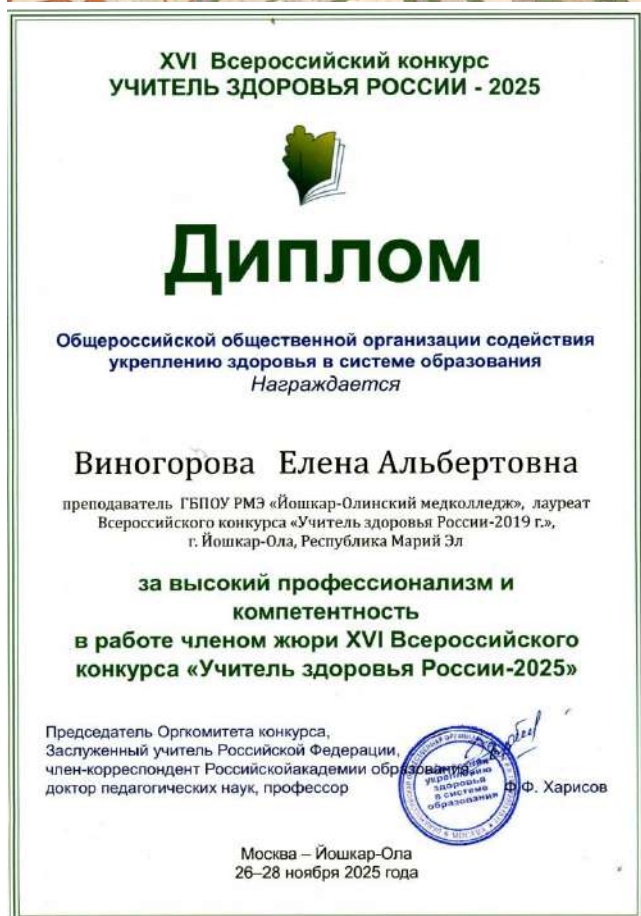 XVI Всероссийский конкурс
УЧИТЕЛЬ ЗДОРОВЬЯ РОССИИ - 2025
Диплом
Общероссийской общественной организации содействия
укреплению здоровья в системе образования
Награждается
Виногорова Елена Альбертовна
преподаватель ГБПОУ РМЭ «Йошкар-Олинский медколледж», лауреат
Всероссийского конкурса «Учитель здоровья России-2019 г.»,
г. Йошкар-Ола, Республика Марий Эл
за высокий профессионализм и
компетентность
в работе членом жюри XVI Всероссийского
конкурса «Учитель здоровья России-2025»
Председатель Оргкомитета конкурса,
Заслуженный учитель Российской Федерации,
член-корреспондент Российскойакадемии образования,
доктор педагогических наук, профессор Ф.Ф. Харисов
укреплению
здоровья
в системе
образования
Москва – Йошкар-Ола
26–28 ноября 2025 года